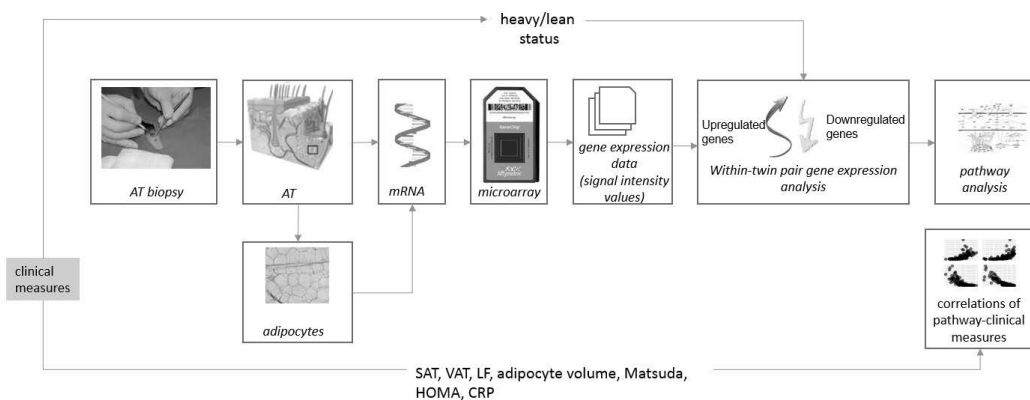 heavy/lean
status
AT biopsy
AT
mRNA
microarray
gene expression
data
(signal intensity
values)
Upregulated
genes
Downregulated
genes
Within-twin pair gene expression
analysis
pathway
analysis
adipocytes
clinical
measures
correlations of
pathway-clinical
measures
SAT, VAT, LF, adipocyte volume, Matsuda,
HOMA, CRP